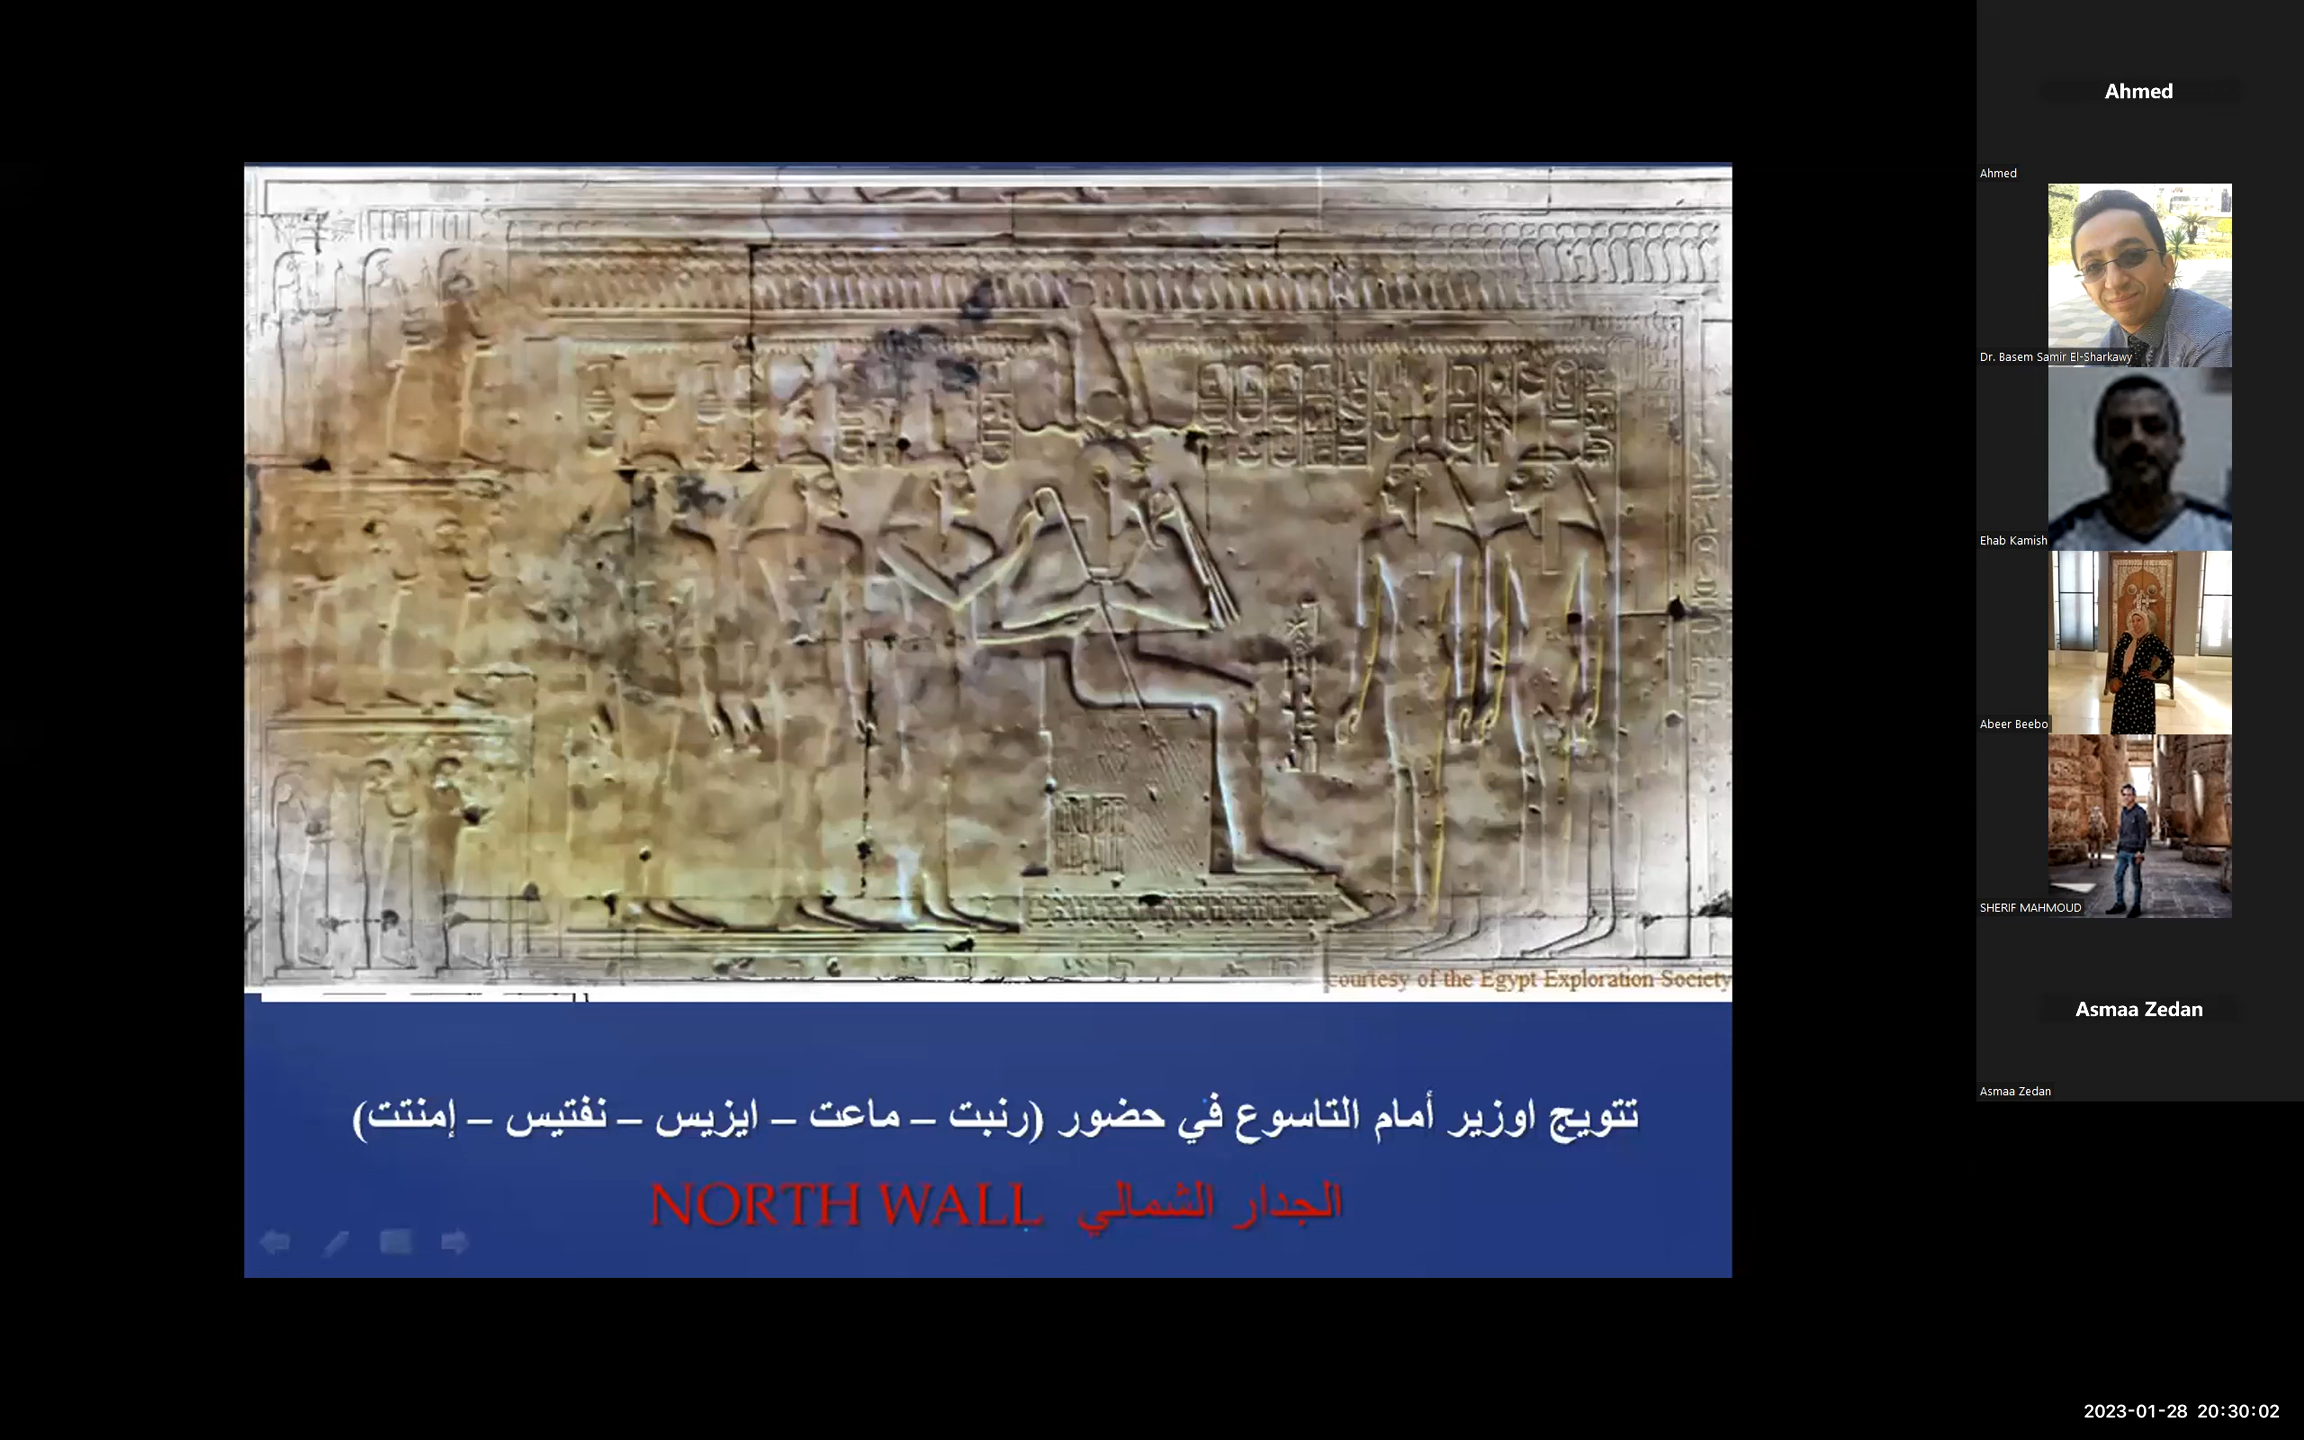 courtesy of the Egypt Exploration Society
تتويج اوزير أمام التاسوع في حضور (رنبت – ماعت – ايزيس – نفتيس – إمنتت)
الجدار الشمالي NORTH WALL
Ahmed
Ahmed
Dr. Basem Samir El-Sharkawy
Ehab Kamish
Abeer Beebo
SHERIF MAHMOUD
Asmaa Zedan
Asmaa Zedan
2023-01-28 20:30:02